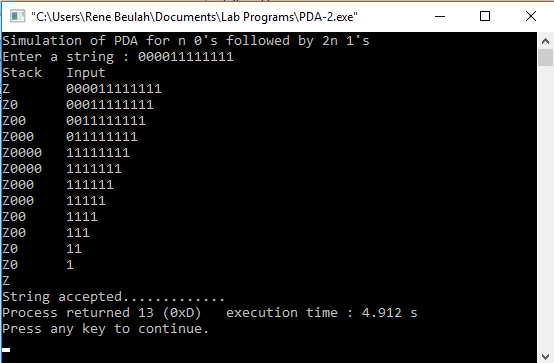 "C:\Users\Rene Beulah\Documents\Lab Programs\PDA-2.exe"
Simulation of PDA for n 0's followed by 2n 1's
Enter a string : 000011111111
Stack   Input
Z       000011111111
Z0      00011111111
Z00     0011111111
Z000    011111111
Z0000   11111111
Z0000   1111111
Z000    111111
Z000    11111
Z00     1111
Z00     111
Z0      11
Z0      1
Z
String accepted.............
Process returned 13 (0xD)   execution time : 4.912 s
Press any key to continue.